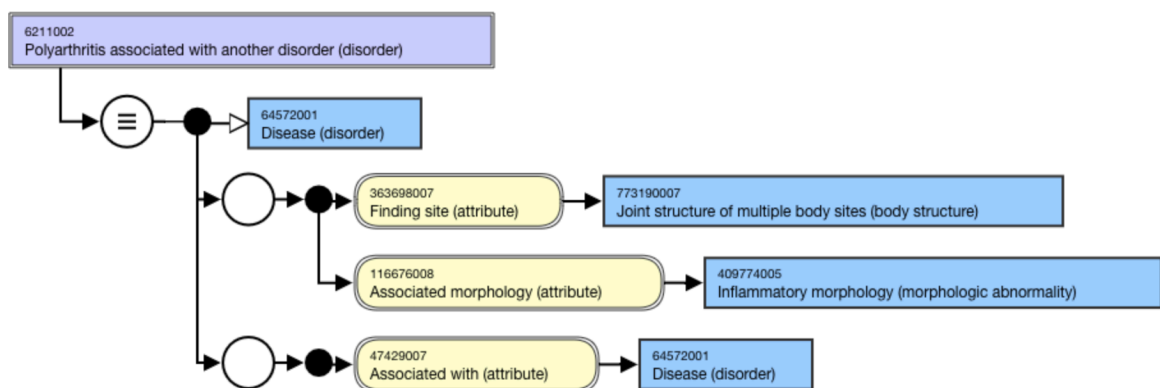 6211002
Polyarthritis associated with another disorder (disorder)
64572001
Disease (disorder)
363698007
Finding site (attribute)
773190007
Joint structure of multiple body sites (body structure)
116676008
Associated morphology (attribute)
409774005
Inflammatory morphology (morphologic abnormality)
47429007
Associated with (attribute)
64572001
Disease (disorder)